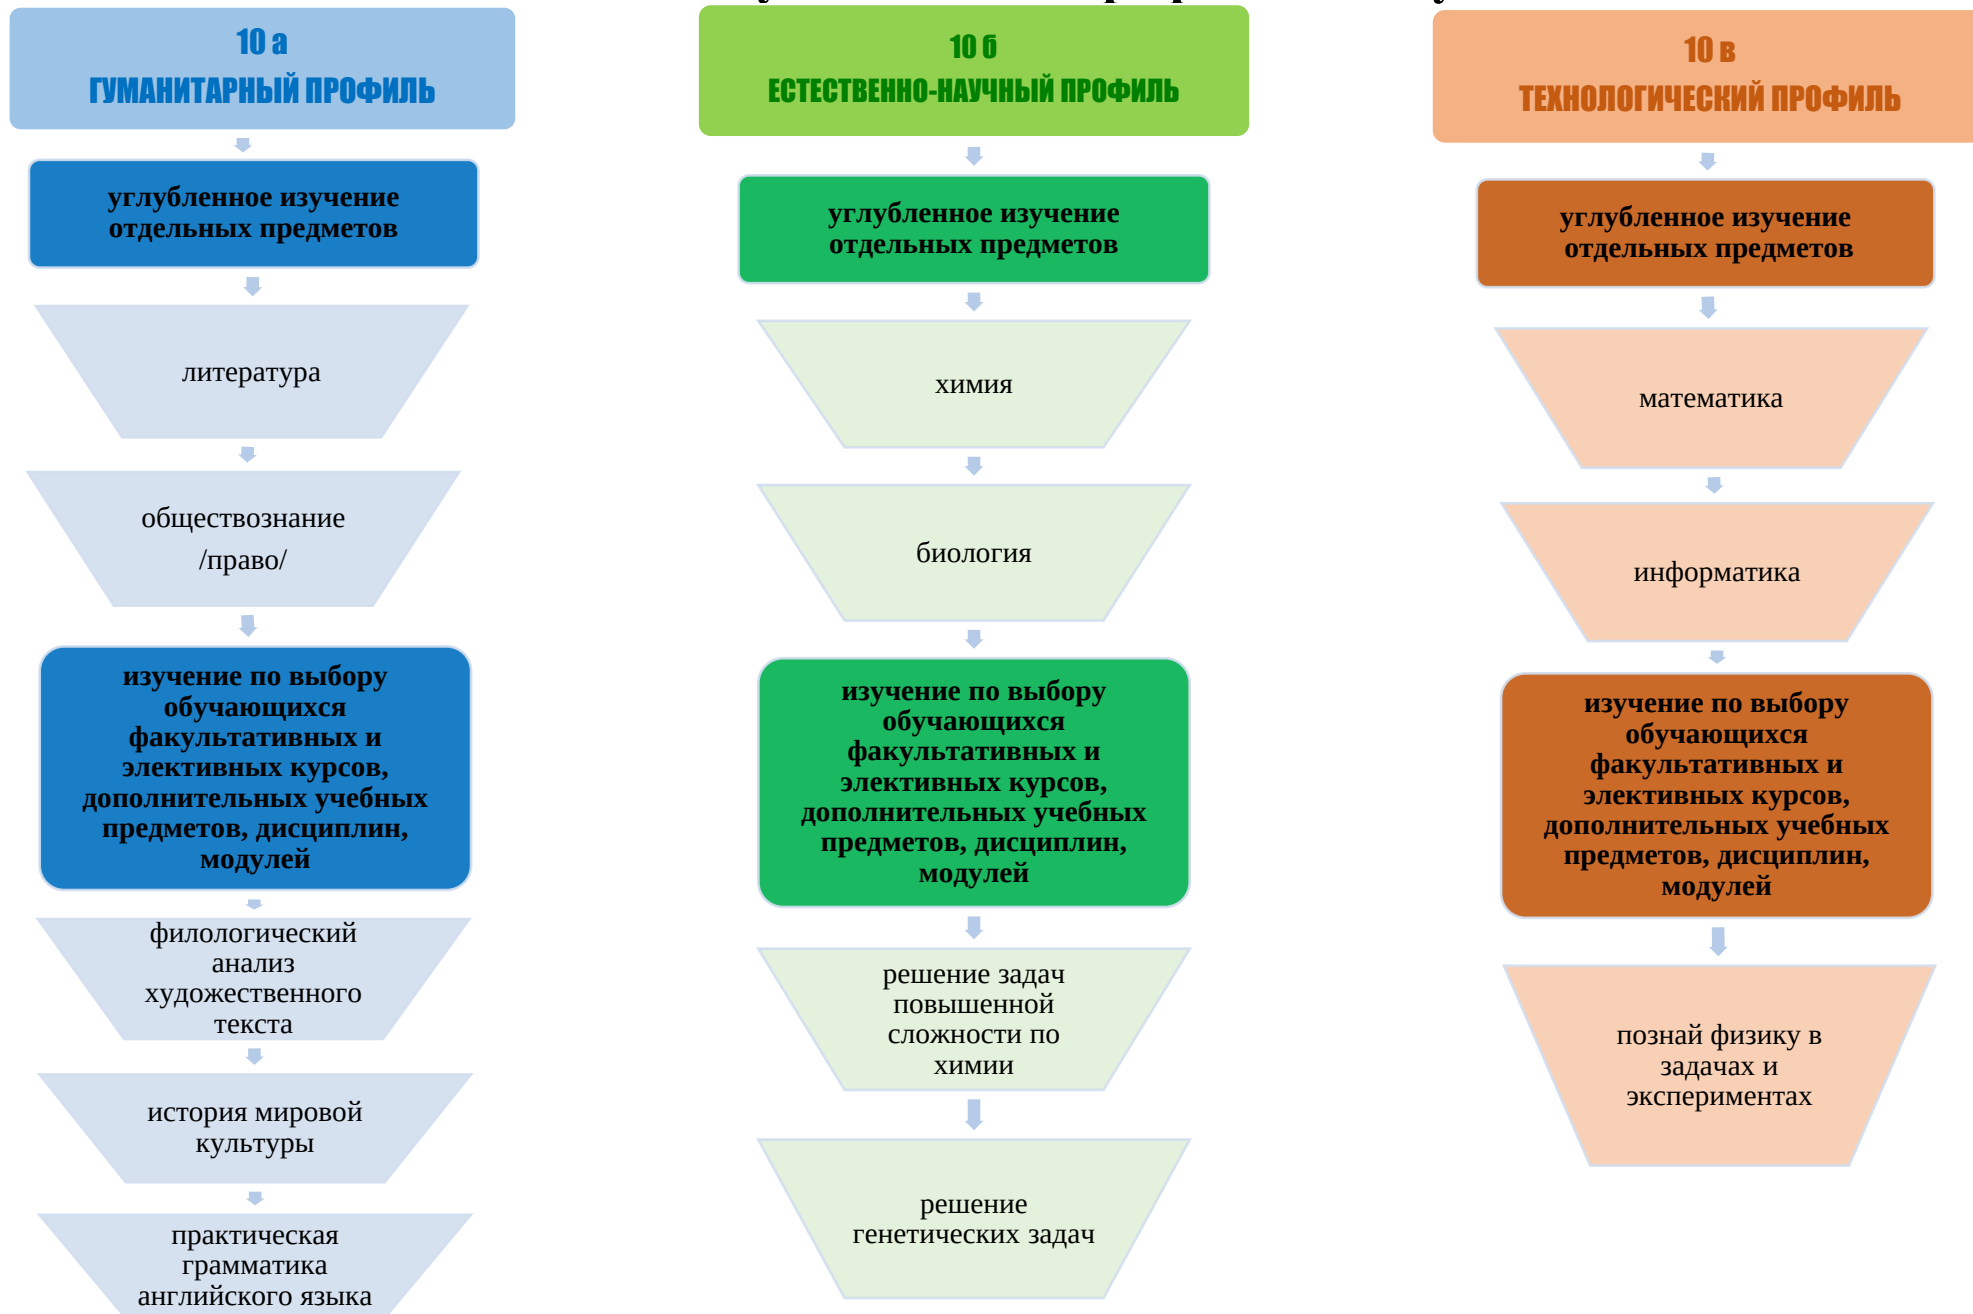 10 а
ГУМАНИТАРНЫЙ ПРОФИЛЬ
углубленное изучение
отдельных предметов
литература
обществознание
/право/
изучение по выбору
обучающихся
факультативных и
элективных курсов,
дополнительных учебных
предметов, дисциплин,
модулей
филологический
анализ
художественного
текста
история мировой
культуры
практическая
грамматика
английского языка
10 б
ЕСТЕСТВЕННО-НАУЧНЫЙ ПРОФИЛЬ
углубленное изучение
отдельных предметов
химия
биология
изучение по выбору
обучающихся
факультативных и
элективных курсов,
дополнительных учебных
предметов, дисциплин,
модулей
решение задач
повышенной
сложности по
химии
решение
генетических задач
10 в
ТЕХНОЛОГИЧЕСКИЙ ПРОФИЛЬ
углубленное изучение
отдельных предметов
математика
информатика
изучение по выбору
обучающихся
факультативных и
элективных курсов,
дополнительных учебных
предметов, дисциплин,
модулей
познай физику в
задачах и
экспериментах